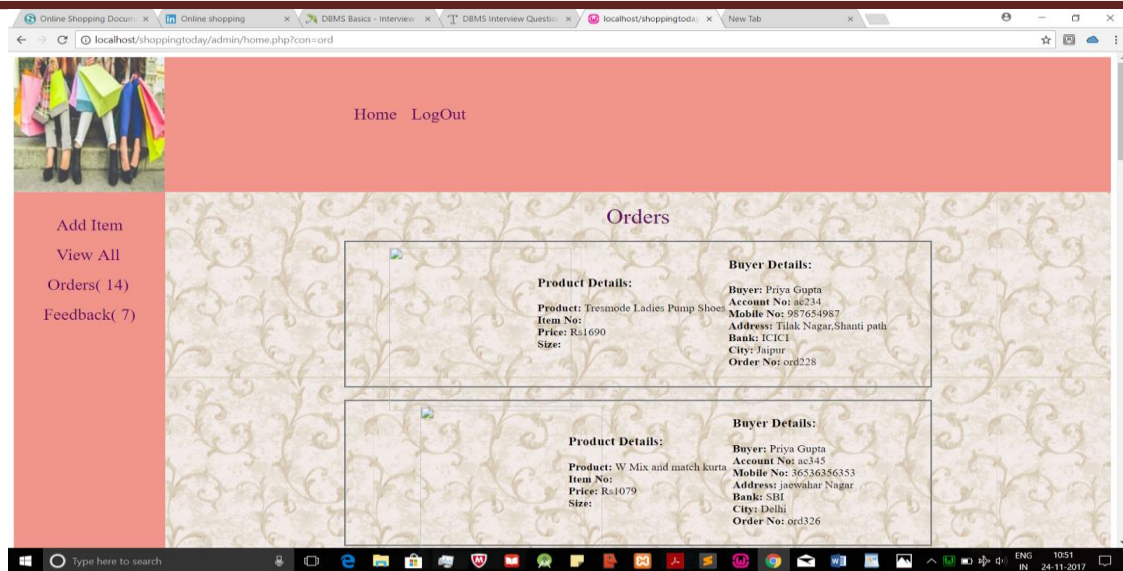 Online Shopping Docum
Online shopping
DBMS Basics - Interview
DBMS Interview Question
localhost/shoppingtoday
New Tab
localhost/shoppingtoday/admin/home.php?con=ord
Home LogOut
Add Item
View All
Orders( 14)
Feedback( 7)
Orders
Product Details:
Product: Tresmode Ladies Pump Shoes
Item No:
Price: Rs1690
Size:
Buyer Details:
Buyer: Priya Gupta
Account No: ac234
Mobile No: 987654987
Address: Tilak Nagar,Shanti path
Bank: ICICI
City: Jaipur
Order No: ord228
Product Details:
Product: W Mix and match kurta
Item No:
Price: Rs1079
Size:
Buyer Details:
Buyer: Priya Gupta
Account No: ac345
Mobile No: 36536356353
Address: jaewahar Nagar
Bank: SBI
City: Delhi
Order No: ord326
Type here to search
ENG
IN
10:51
24-11-2017